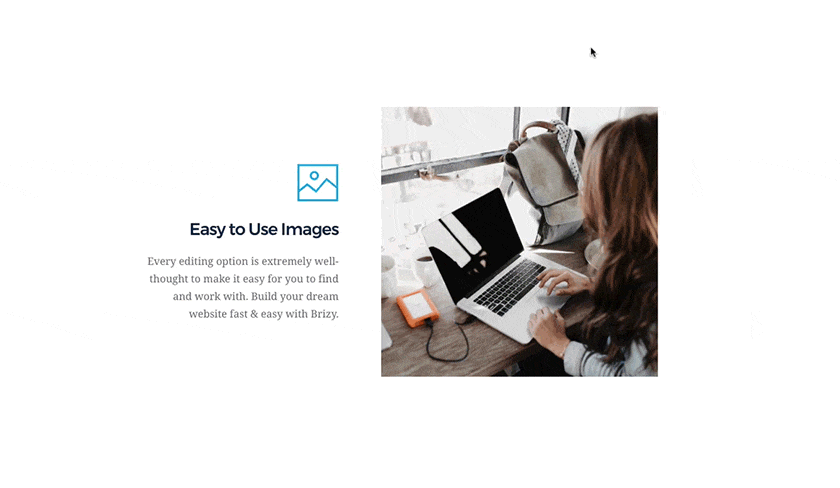 Easy to Use Images
Every editing option is extremely well-
thought to make it easy for you to find
and work with. Build your dream
website fast & easy with Brizy.